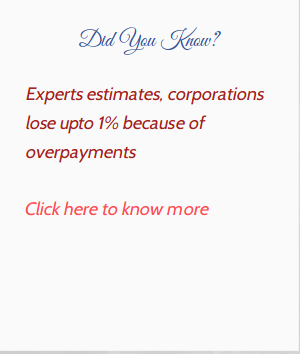 Did You Know?
Experts estimates, corporations
lose upto 1% because of
overpayments
Click here to know more